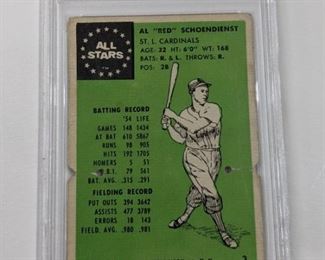 ALL
STARS
AL "RED" SCHOENDIENST
ST. L. CARDINALS
AGE: 32 HT: 6'0" WT: 168
BATS: R. & L. THROWS: R.
POS: 2B
BATTING RECORD
'54 LIFE
GAMES 148 1434
AT BAT 610 5867
RUNS 98 905
HITS 192 1705
HOMERS 5 51
R.B.I. 79 561
BAT. AVG. .315 .291
FIELDING RECORD
PUT OUTS 394 3642
ASSISTS 477 3789
ERRORS 18 143
FIELD. AVG. .980 .981